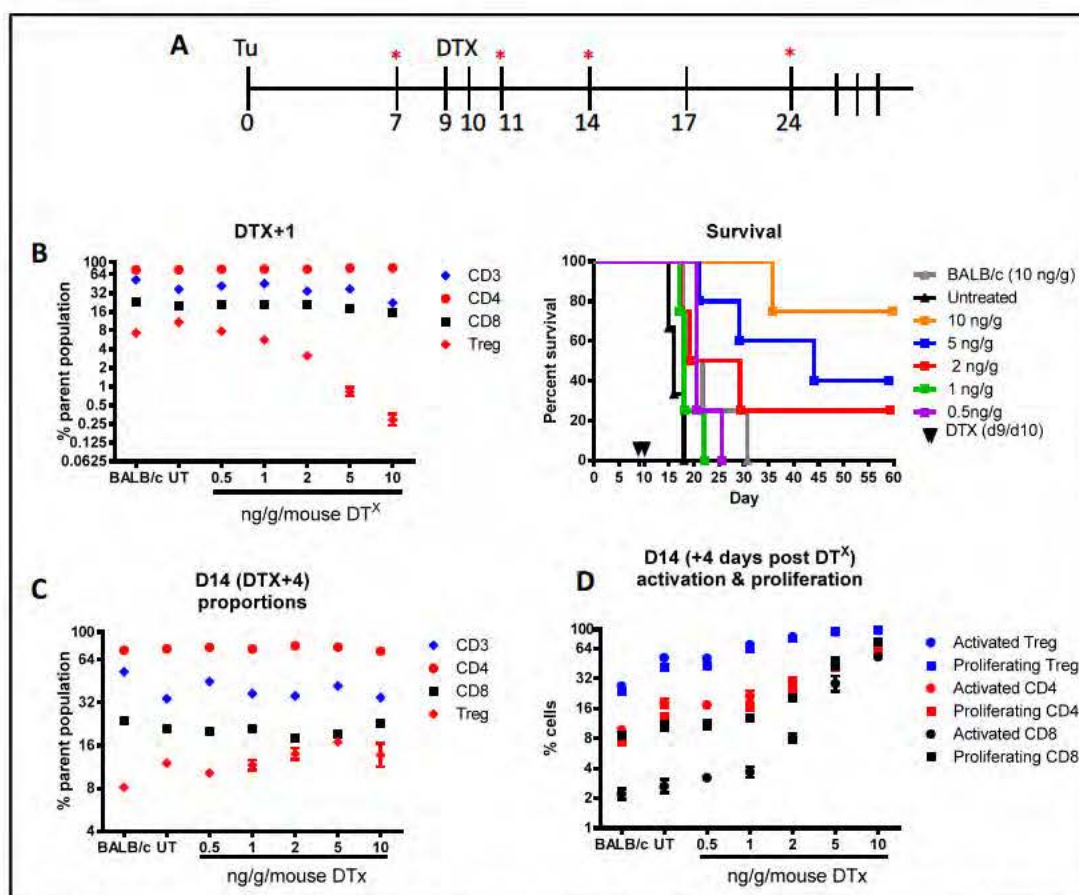 A
Tu
DTX
* * * *
0 7 9 10 11 14 17 24
B
DTX+1
% parent population
100
64
32
16
8
4
2
1
0.5
0.25
0.125
0.0625
BALB/c UT 0.5 1 2 5 10
ng/g/mouse DTX
CD3
CD4
CD8
Treg
Survival
Percent survival
100
80
60
40
20
0
0 5 10 15 20 25 30 35 40 45 50 55 60
Day
BALB/c (10 ng/g)
Untreated
10 ng/g
5 ng/g
2 ng/g
1 ng/g
0.5ng/g
DTX (d9/d10)
C
D14 (DTX+4)
proportions
% parent population
100
64
32
16
8
4
BALB/c UT 0.5 1 2 5 10
ng/g/mouse DTx
CD3
CD4
CD8
Treg
D
D14 (+4 days post DTX)
activation & proliferation
% cells
100
64
32
16
8
4
2
1
BALB/c UT 0.5 1 2 5 10
ng/g/mouse DTx
Activated Treg
Proliferating Treg
Activated CD4
Proliferating CD4
Activated CD8
Proliferating CD8